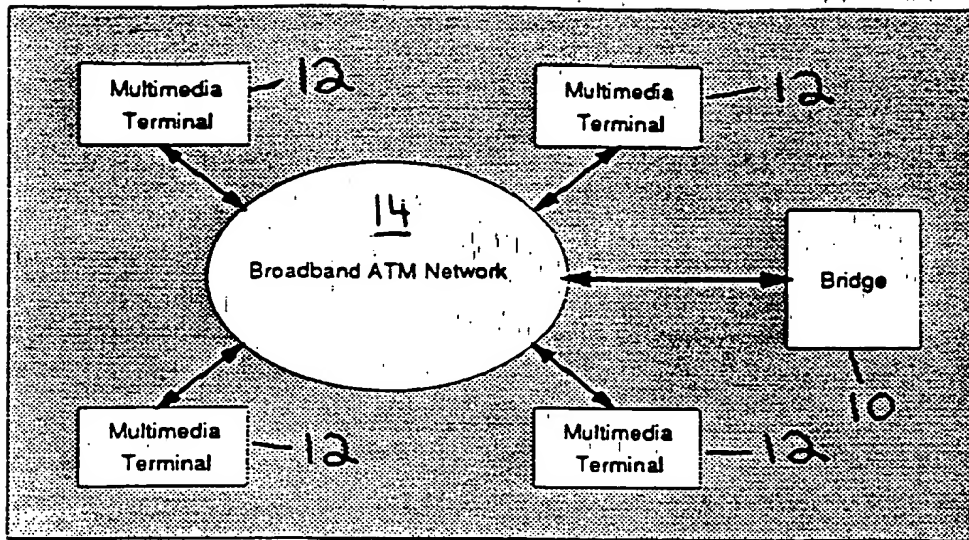 Multimedia
Terminal
12
Multimedia
Terminal
12
14
Broadband ATM Network
Bridge
10
Multimedia
Terminal
12
Multimedia
Terminal
12